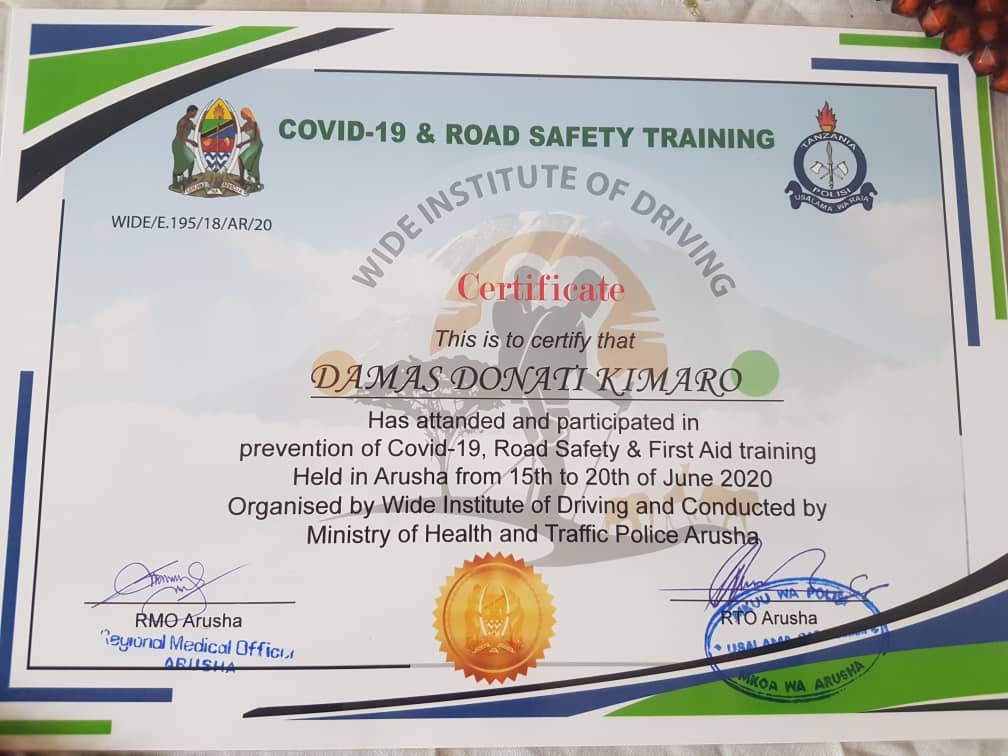 COVID-19 & ROAD SAFETY TRAINING
TANZANIA
POLISI
USALAMA WA RAIA
WIDE/E.195/18/AR/20
WIDE INSTITUTE OF DRIVING
Certificate
This is to certify that
DAMAS DONATI KIMARO
Has attanded and participated in
prevention of Covid-19, Road Safety & First Aid training
Held in Arusha from 15th to 20th of June 2020
Organised by Wide Institute of Driving and Conducted by
Ministry of Health and Traffic Police Arusha
RMO Arusha
Regional Medical Officer
ARUSHA
RTO Arusha
MKUU WA POLISI
USALAMA
MKOA WA ARUSHA